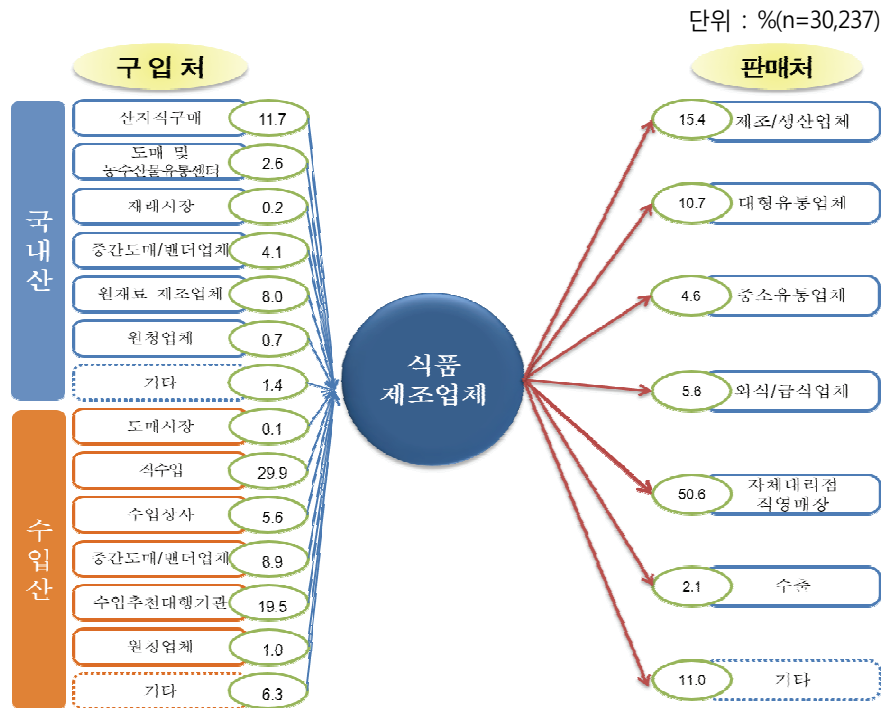 단위 : %(n=30,237)
구입처
판매처
국내산
산지직구매 11.7
도매 및
농수산물유통센터 2.6
재래시장 0.2
중간도매/밴더업체 4.1
원재료 제조업체 8.0
원청업체 0.7
기타 1.4
수입산
도매시장 0.1
직수입 29.9
수입상사 5.6
중간도매/밴더업체 8.9
수입추천대행기관 19.5
원청업체 1.0
기타 6.3
식품
제조업체
15.4 제조/생산업체
10.7 대형유통업체
4.6 중소유통업체
5.6 외식/급식업체
50.6 자체대리점
직영매장
2.1 수출
11.0 기타